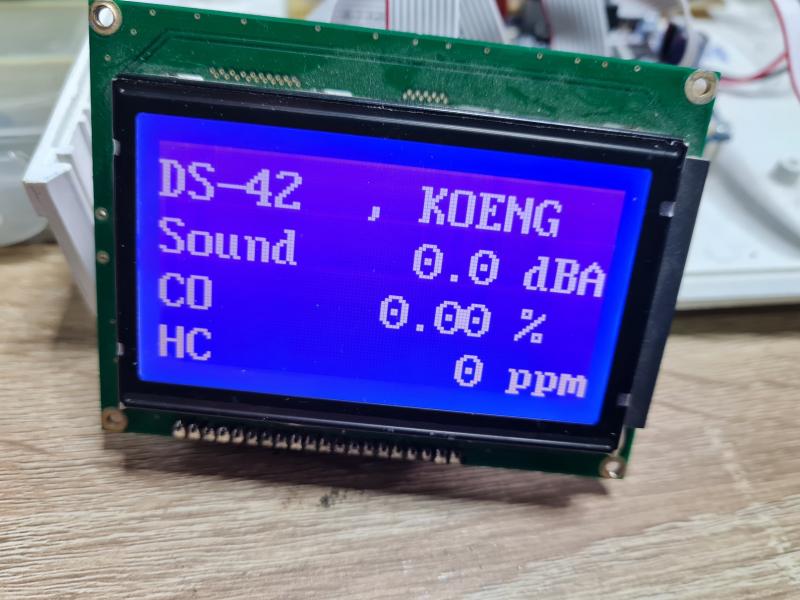 DS-42 , KOENG
Sound 0.0 dBA
CO 0.00 %
HC 0 ppm